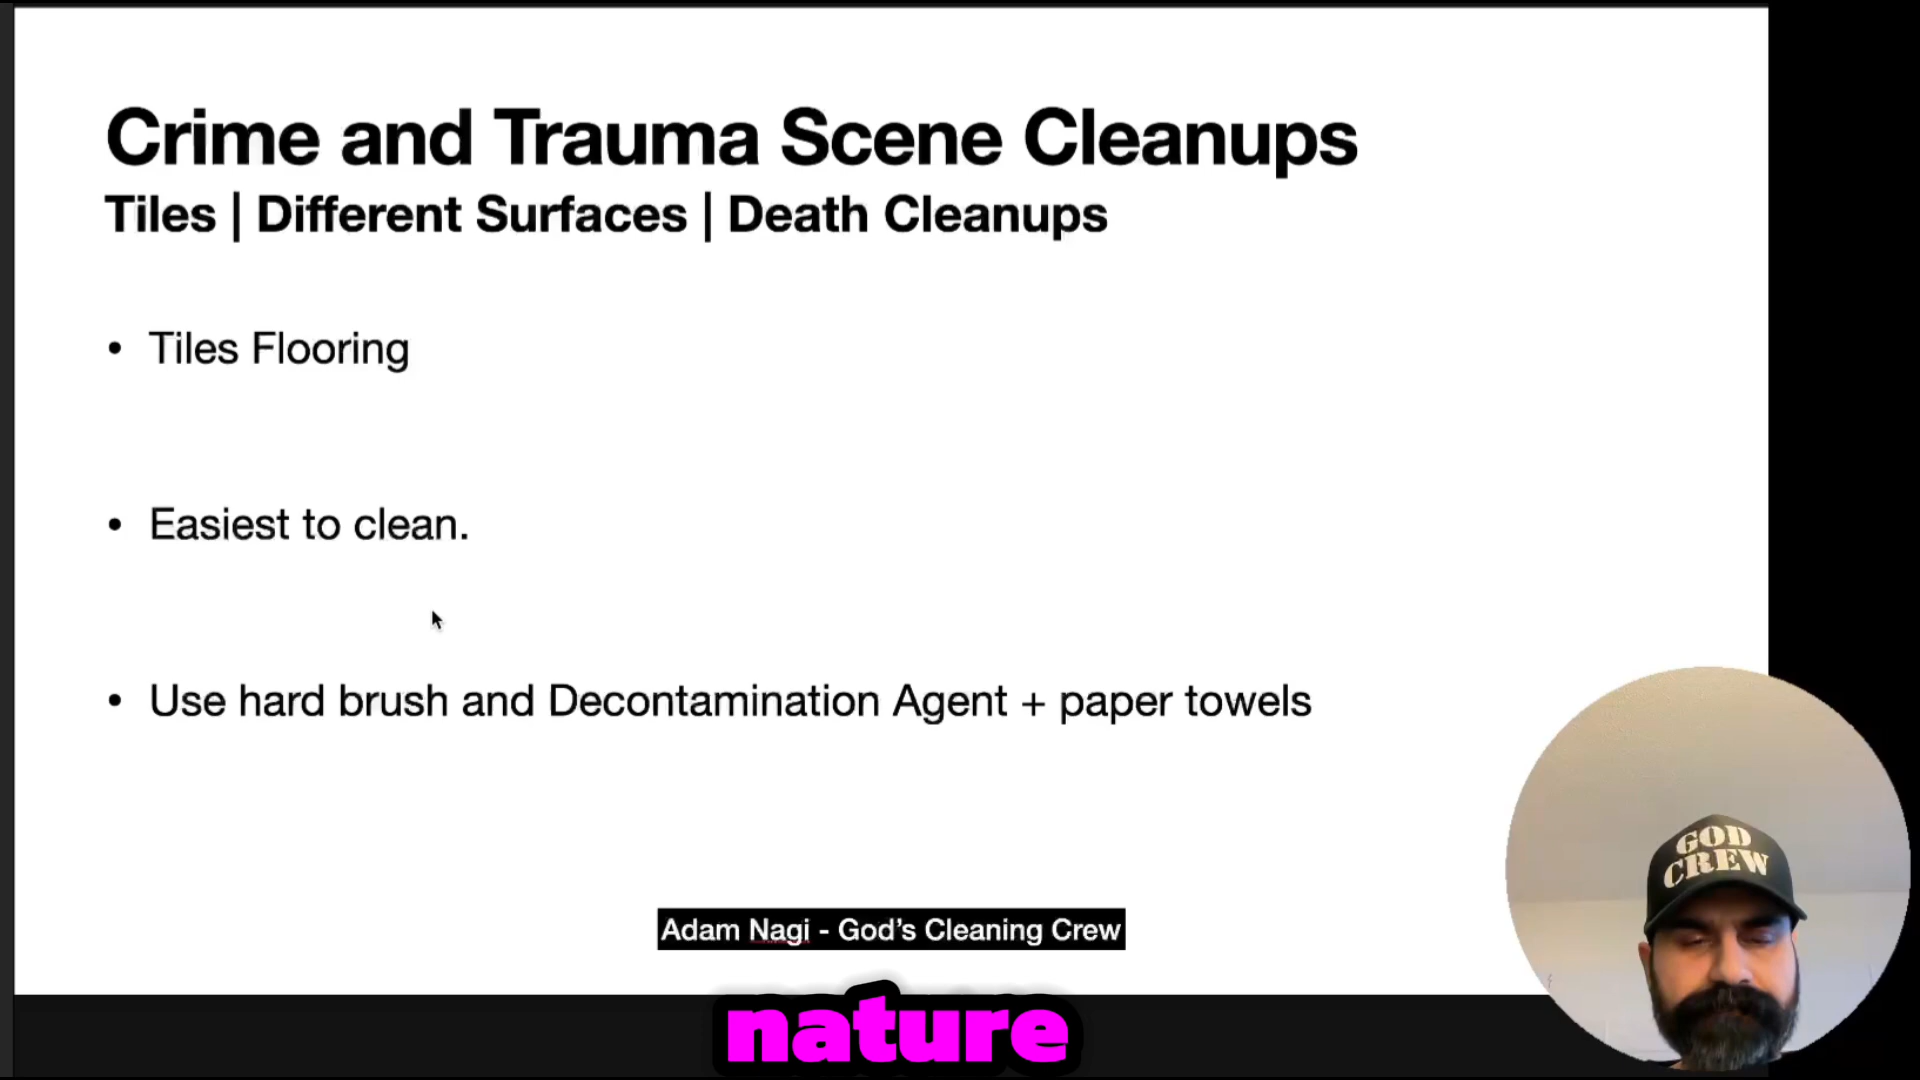 Crime and Trauma Scene Cleanups
Tiles | Different Surfaces | Death Cleanups
• Tiles Flooring
• Easiest to clean.
• Use hard brush and Decontamination Agent + paper towels
GOD
CREW
Adam Nagi - God's Cleaning Crew
nature